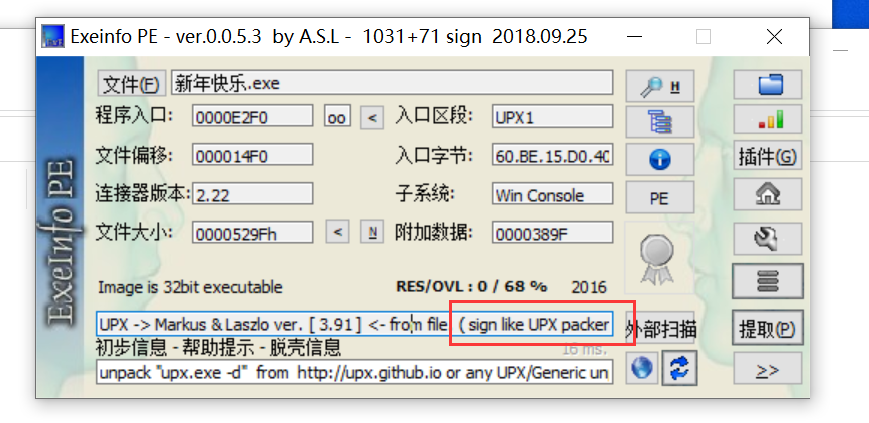 Exeinfo PE - ver.0.0.5.3 by A.S.L - 1031+71 sign 2018.09.25
ExeInfo PE
文件(F) 新年快乐.exe H
程序入口: 0000E2F0 oo < 入口区段: UPX1
文件偏移: 000014F0 入口字节: 60.BE.15.D0.40 插件(G)
连接器版本: 2.22 子系统: Win Console PE
文件大小: 0000529Fh < N 附加数据: 0000389F
Image is 32bit executable RES/OVL : 0 / 68 % 2016
UPX -> Markus & Laszlo ver. [ 3.91 ] <- from file. ( sign like UPX packer 外部扫描 提取(P)
初步信息 - 帮助提示 - 脱壳信息 16 ms.
unpack "upx.exe -d" from http://upx.github.io or any UPX/Generic un >>